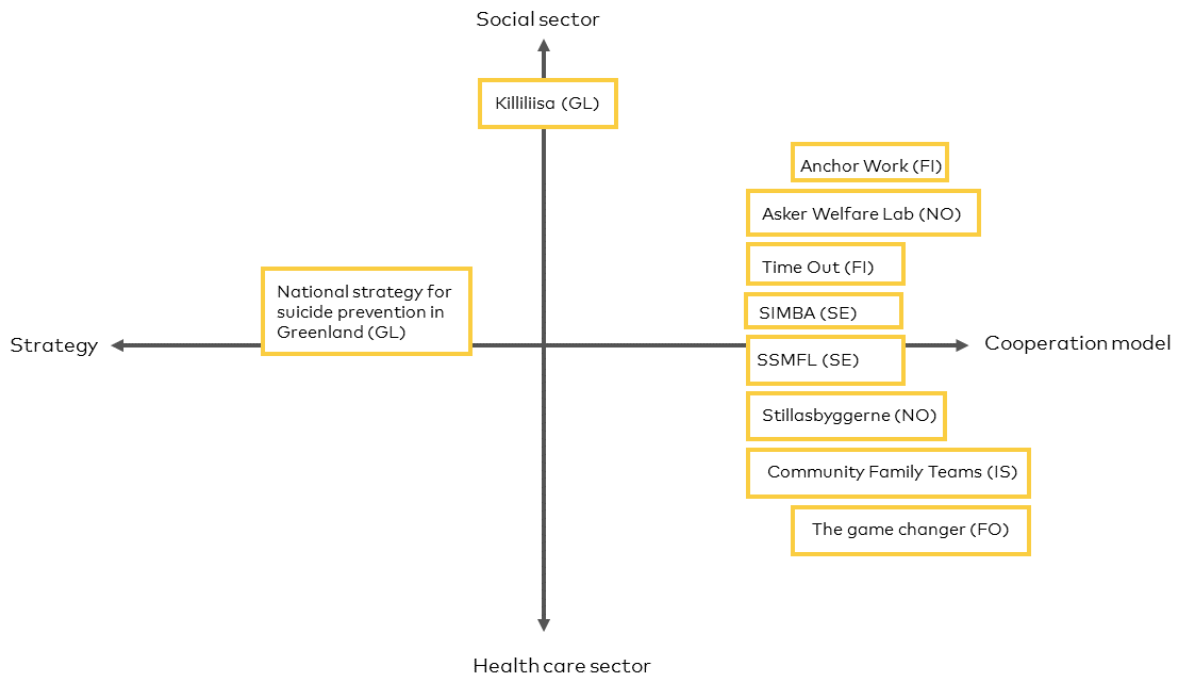 Social sector
Killiliisa (GL)
Anchor Work (FI)
Asker Welfare Lab (NO)
Time Out (FI)
National strategy for
suicide prevention in
Greenland (GL)
SIMBA (SE)
Strategy
Cooperation model
SSMFL (SE)
Stillasbyggerne (NO)
Community Family Teams (IS)
The game changer (FO)
Health care sector